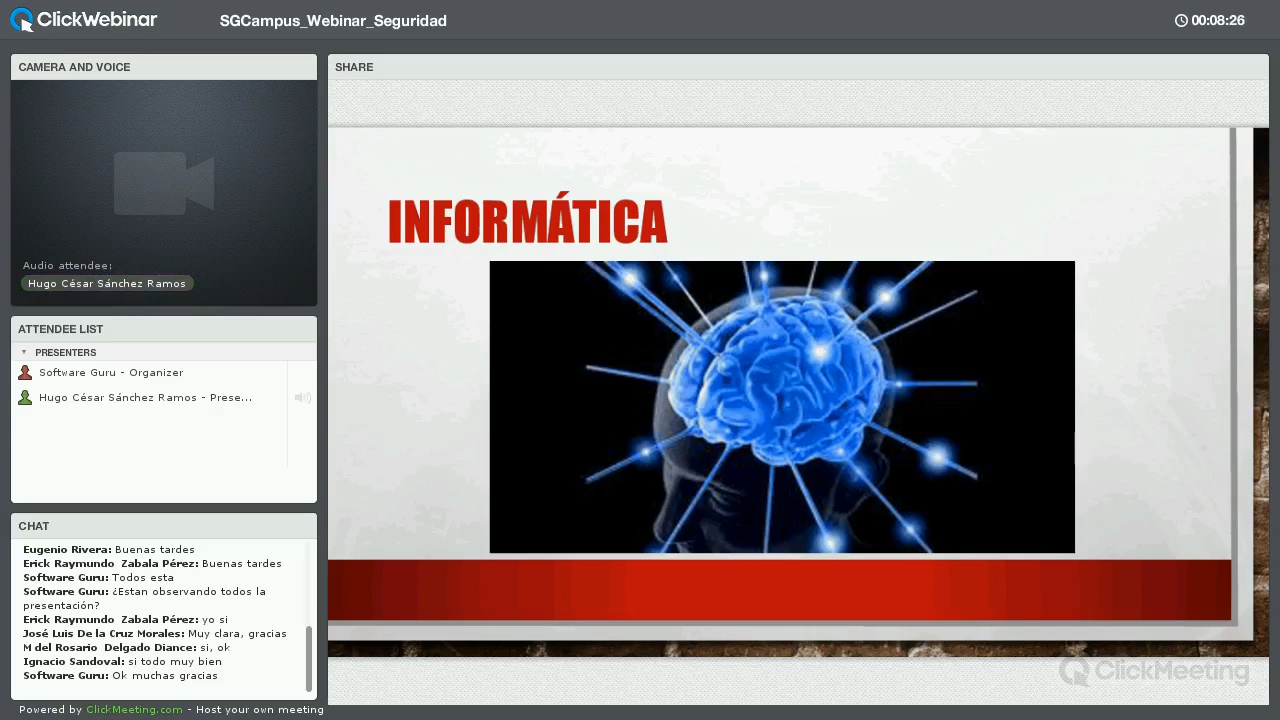 ClickWebinar
SGCampus_Webinar_Seguridad
00:08:26
CAMERA AND VOICE
Audio attendee:
Hugo César Sánchez Ramos
ATTENDEE LIST
PRESENTERS
Software Guru - Organizer
Hugo César Sánchez Ramos - Prese...
CHAT
Eugenio Rivera: Buenas tardes
Erick Raymundo Zabala Pérez: Buenas tardes
Software Guru: Todos esta
Software Guru: ¿Estan observando todos la
presentación?
Erick Raymundo Zabala Pérez: yo si
José Luis De la Cruz Morales: Muy clara, gracias
M del Rosario Delgado Diance: si, ok
Ignacio Sandoval: si todo muy bien
Software Guru: Ok muchas gracias
Powered by ClickMeeting.com - Host your own meeting
SHARE
INFORMÁTICA
ClickMeeting